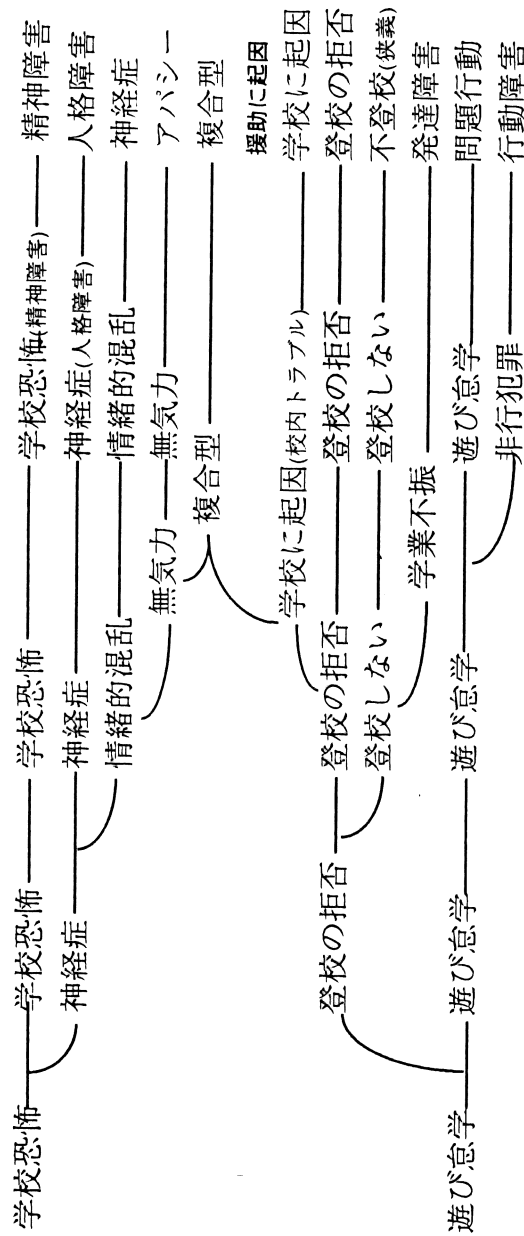 学校恐怖 学校恐怖 学校恐怖 学校恐怖(精神障害) 精神障害
神経症 神経症 神経症(人格障害) 人格障害
情緒的混乱 情緒的混乱 神経症
無気力 無気力 アパシー
複合型 複合型
援助に起因
学校に起因(校内トラブル) 学校に起因
登校の拒否 登校の拒否 登校の拒否 登校の拒否
登校しない 登校しない 不登校(狭義)
学業不振 発達障害
遊び怠学 遊び怠学 遊び怠学 遊び怠学 問題行動
非行犯罪 行動障害